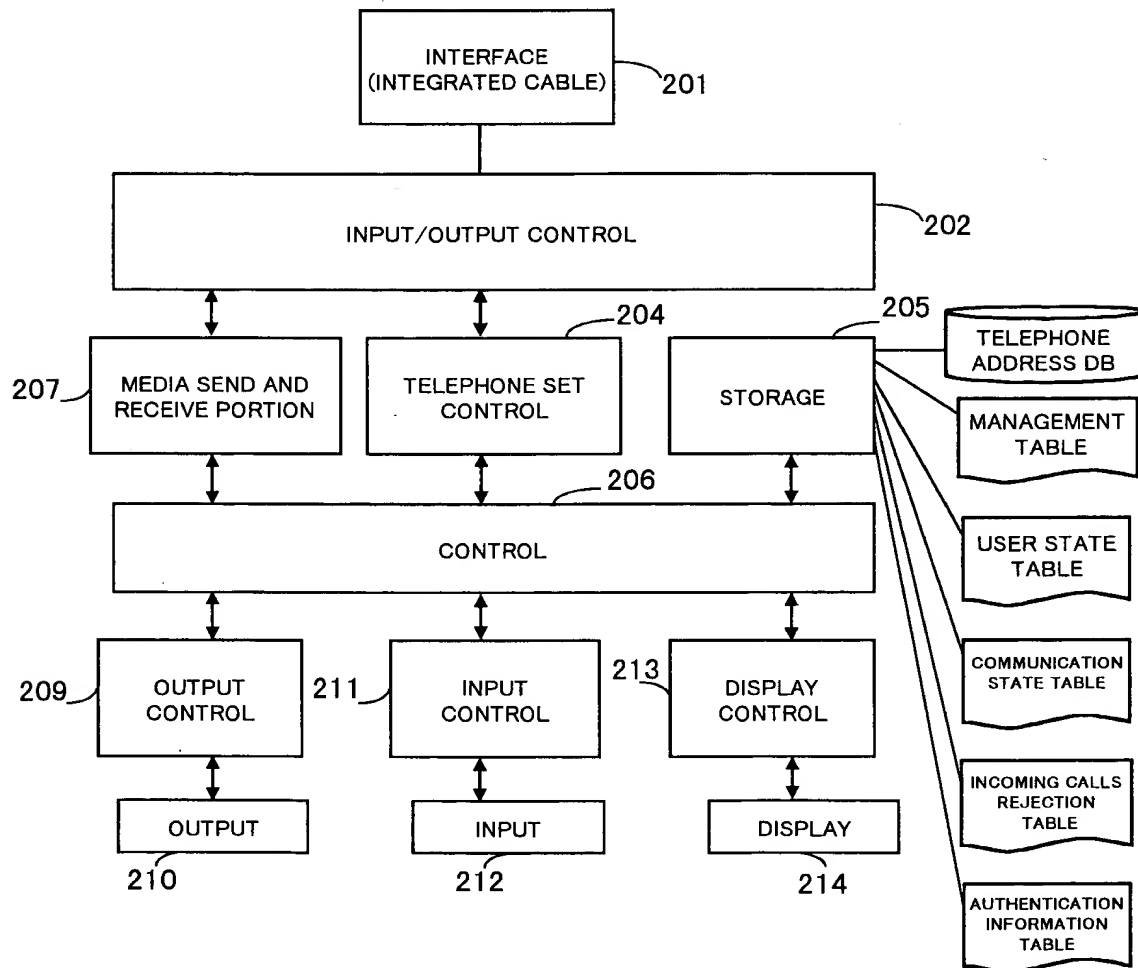 INTERFACE
(INTEGRATED CABLE)
201
INPUT/OUTPUT CONTROL
202
204
205
207
MEDIA SEND AND
RECEIVE PORTION
TELEPHONE SET
CONTROL
STORAGE
TELEPHONE
ADDRESS DB
MANAGEMENT
TABLE
206
CONTROL
USER STATE
TABLE
209
OUTPUT
CONTROL
211
INPUT
CONTROL
213
DISPLAY
CONTROL
COMMUNICATION
STATE TABLE
OUTPUT
INPUT
DISPLAY
INCOMING CALLS
REJECTION
TABLE
210
212
214
AUTHENTICATION
INFORMATION
TABLE